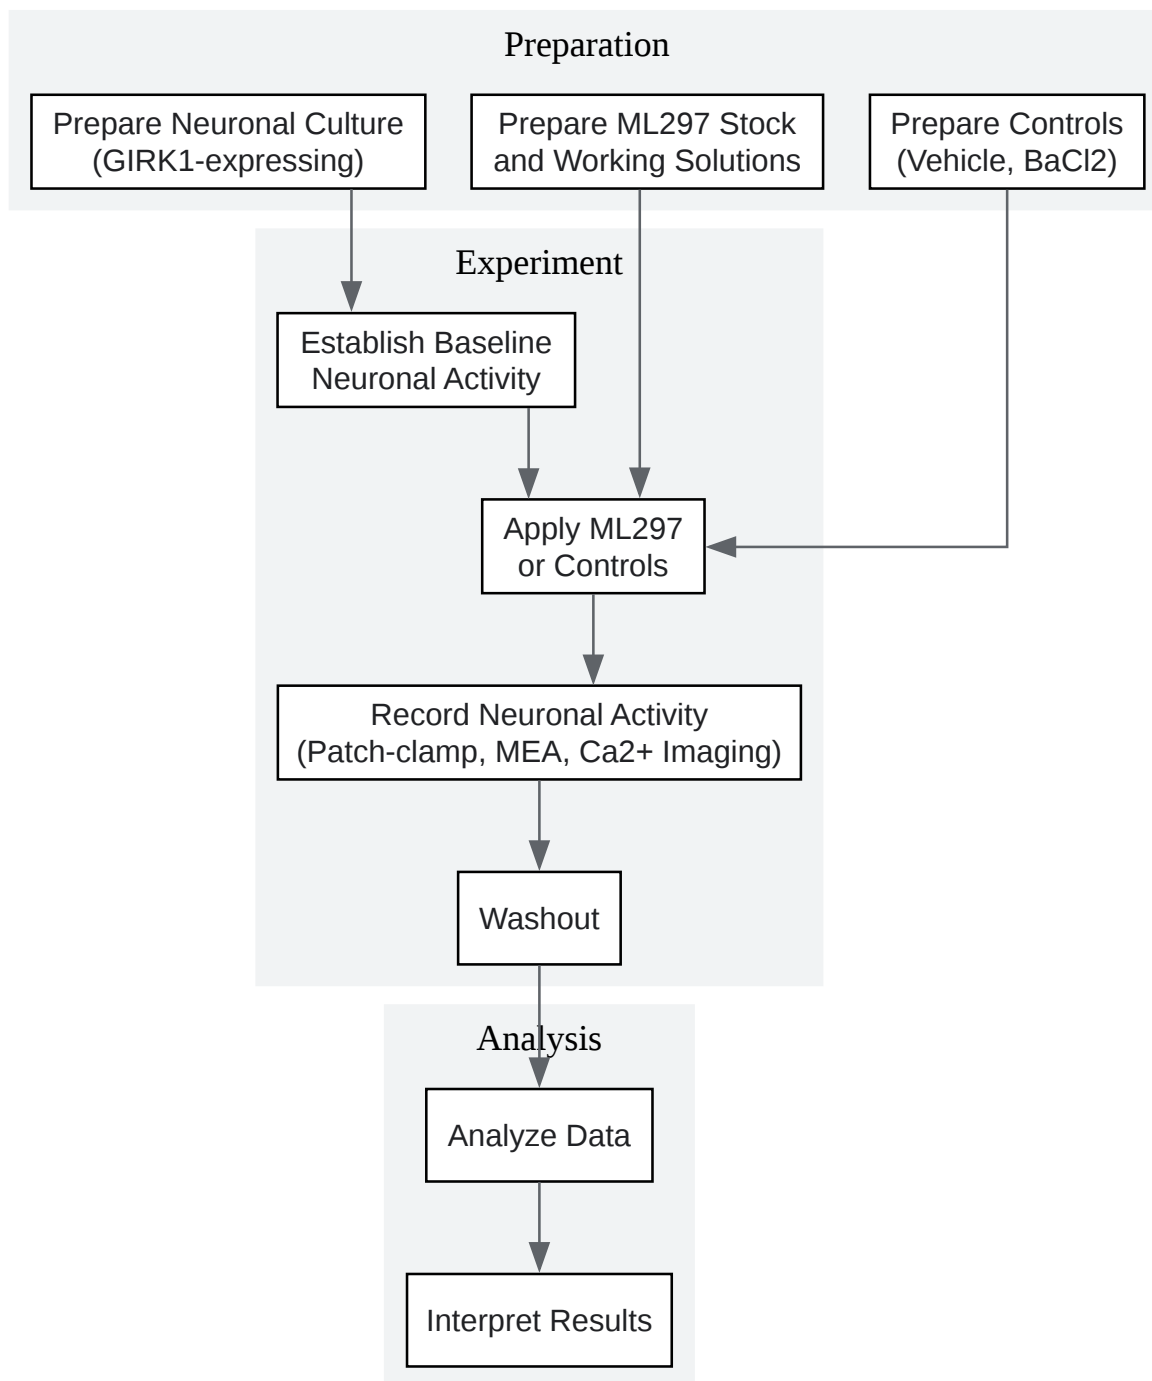 Preparation
Prepare Neuronal Culture
(GIRK1-expressing)
Prepare ML297 Stock
and Working Solutions
Prepare Controls
(Vehicle, BaCl2)
Experiment
Establish Baseline
Neuronal Activity
Apply ML297
or Controls
Record Neuronal Activity
(Patch-clamp, MEA, Ca2+ Imaging)
Washout
Analysis
Analyze Data
Interpret Results